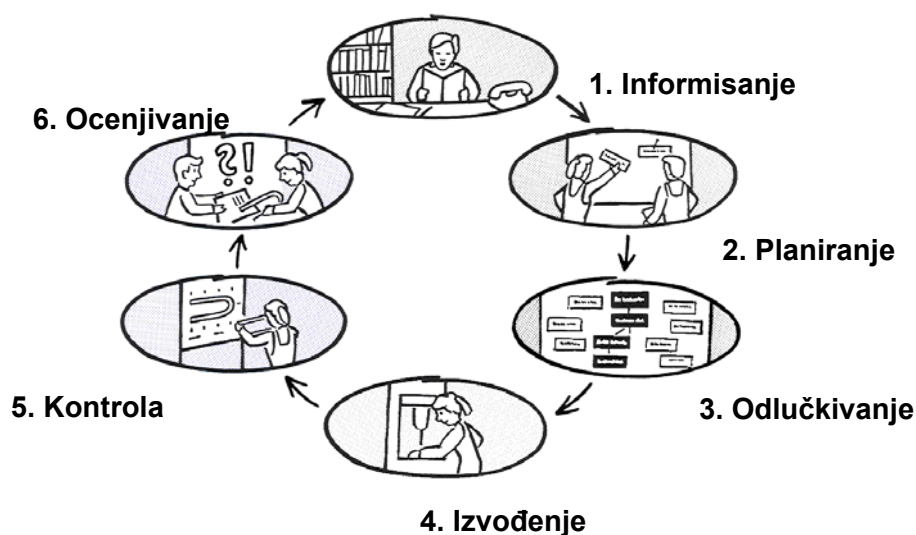 1. Informisanje
6. Ocenjivanje
?!
2. Planiranje
3. Odlučkivanje
5. Kontrola
4. Izvođenje